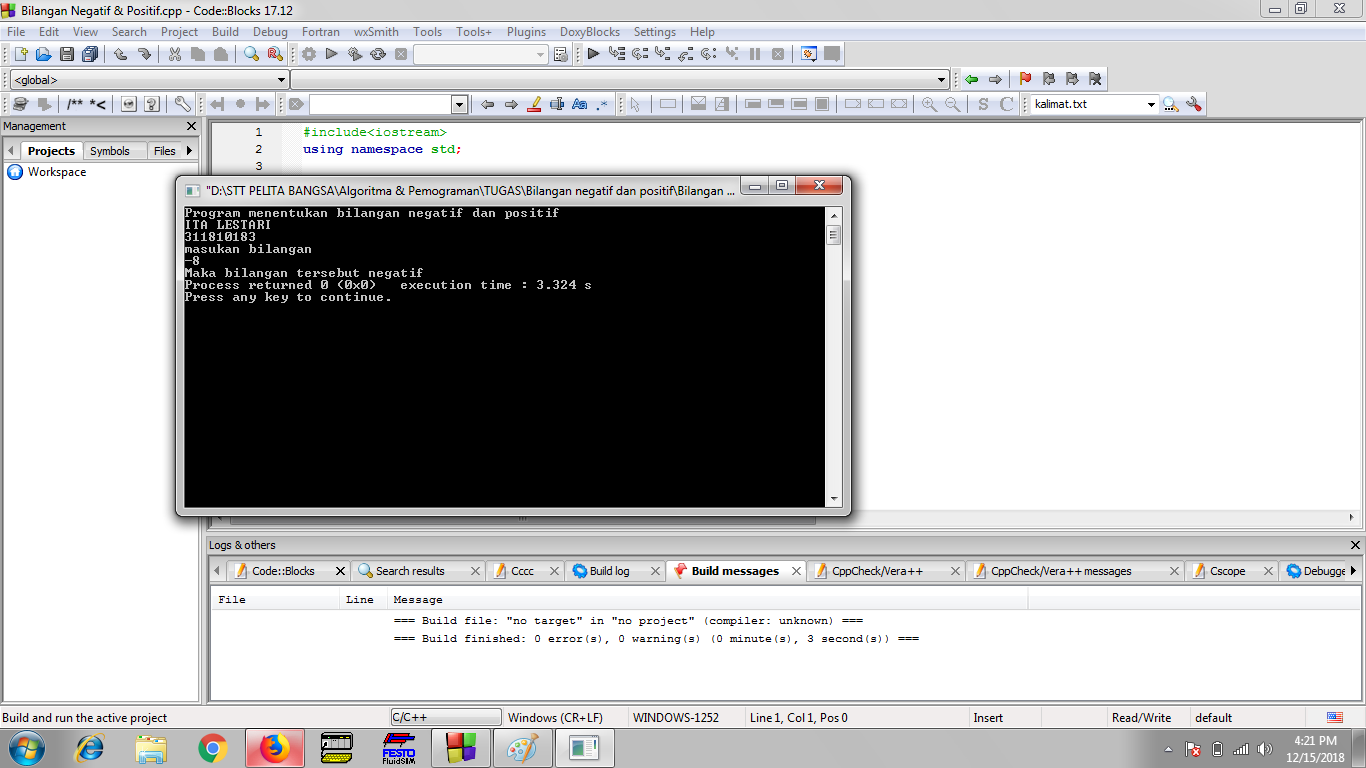 Bilangan Negatif & Positif.cpp - Code::Blocks 17.12
File Edit View Search Project Build Debug Fortran wxSmith Tools Tools+ Plugins DoxyBlocks Settings Help
<global>
/** *< Aa .* S C kalimat.txt
Management
Projects Symbols Files
Workspace
1 #include<iostream>
2 using namespace std;
3
"D:\STT PELITA BANGSA\Algoritma & Pemograman\TUGAS\Bilangan negatif dan positif\Bilangan ...
Program menentukan bilangan negatif dan positif
ITA LESTARI
311810183
masukan bilangan
-8
Maka bilangan tersebut negatif
Process returned 0 (0x0)   execution time : 3.324 s
Press any key to continue.
Logs & others
Code::Blocks Search results Cccc Build log Build messages CppCheck/Vera++ CppCheck/Vera++ messages Cscope Debugge
File Line Message
=== Build file: "no target" in "no project" (compiler: unknown) ===
=== Build finished: 0 error(s), 0 warning(s) (0 minute(s), 3 second(s)) ===
Build and run the active project C/C++ Windows (CR+LF) WINDOWS-1252 Line 1, Col 1, Pos 0 Insert Read/Write default
FESTO
FluidSIM
4:21 PM
12/15/2018